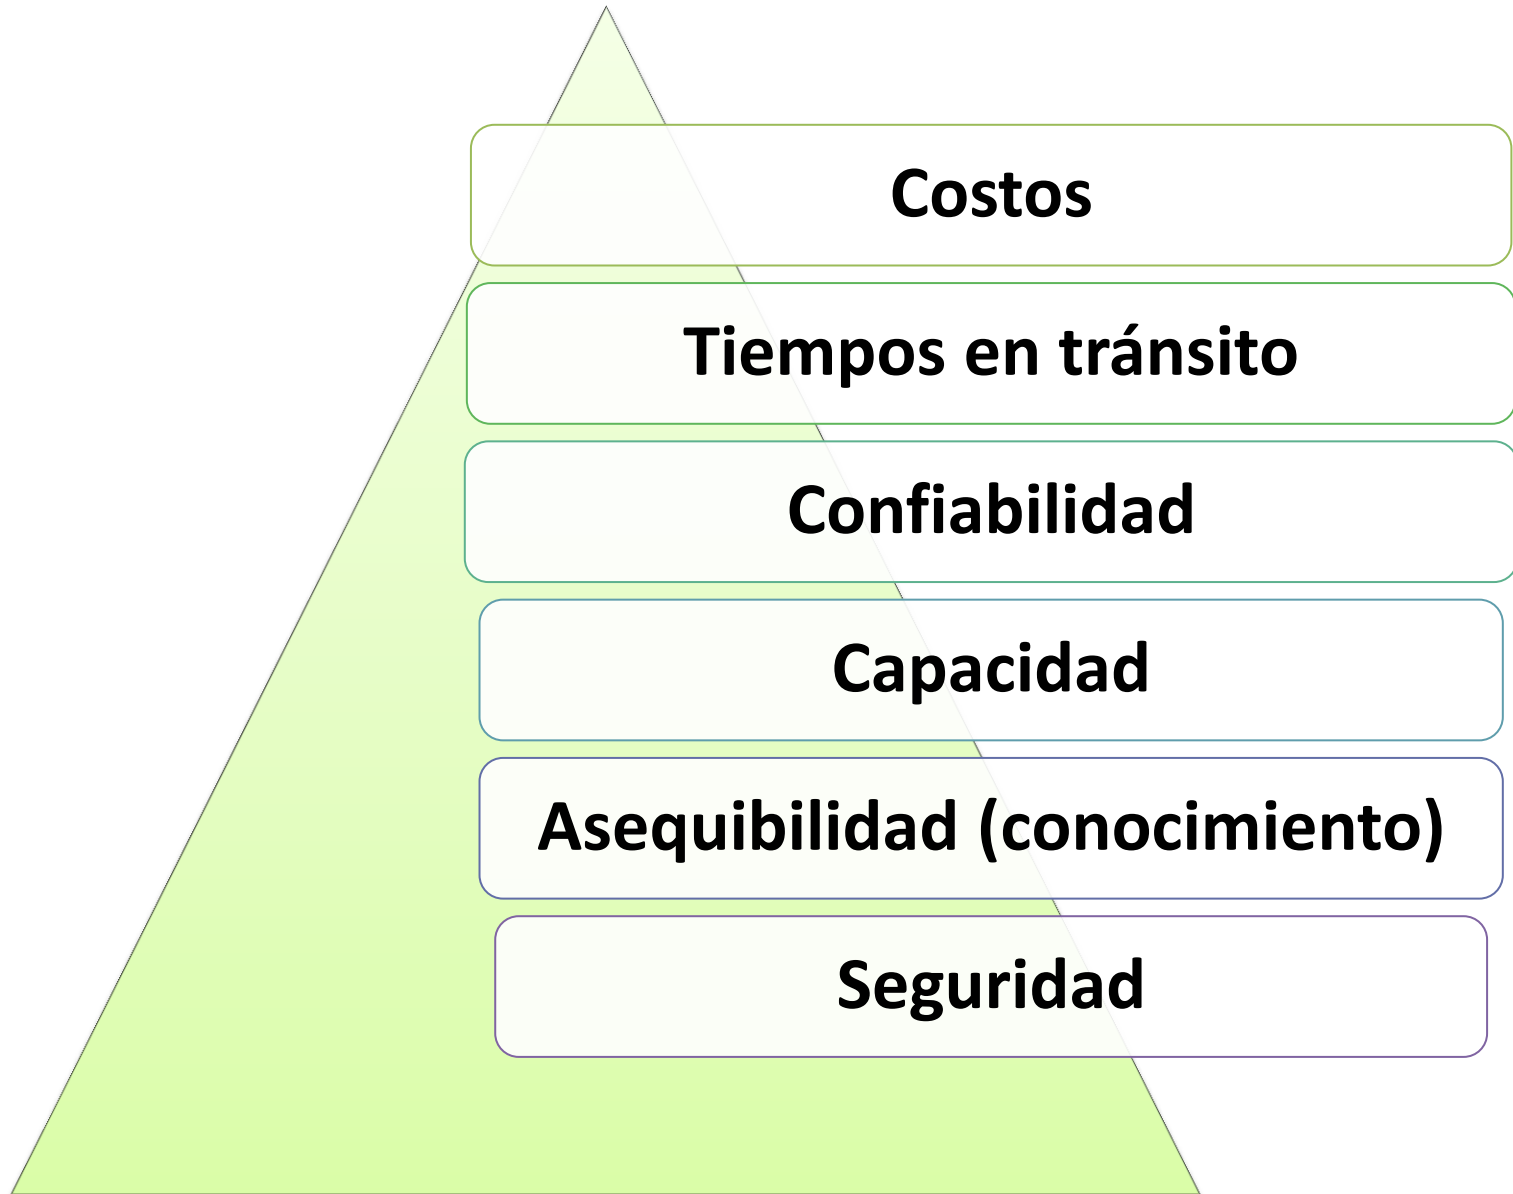 Costos
Tiempos en tránsito
Confiabilidad
Capacidad
Asequibilidad (conocimiento)
Seguridad